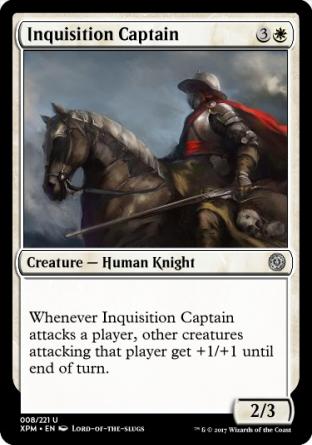 Inquisition Captain 3
Creature — Human Knight
Whenever Inquisition Captain
attacks a player, other creatures
attacking that player get +1/+1 until
end of turn.
2/3
008/221 U
XPM • EN Lord-of-the-slugs
™ & © 2017 Wizards of the Coast